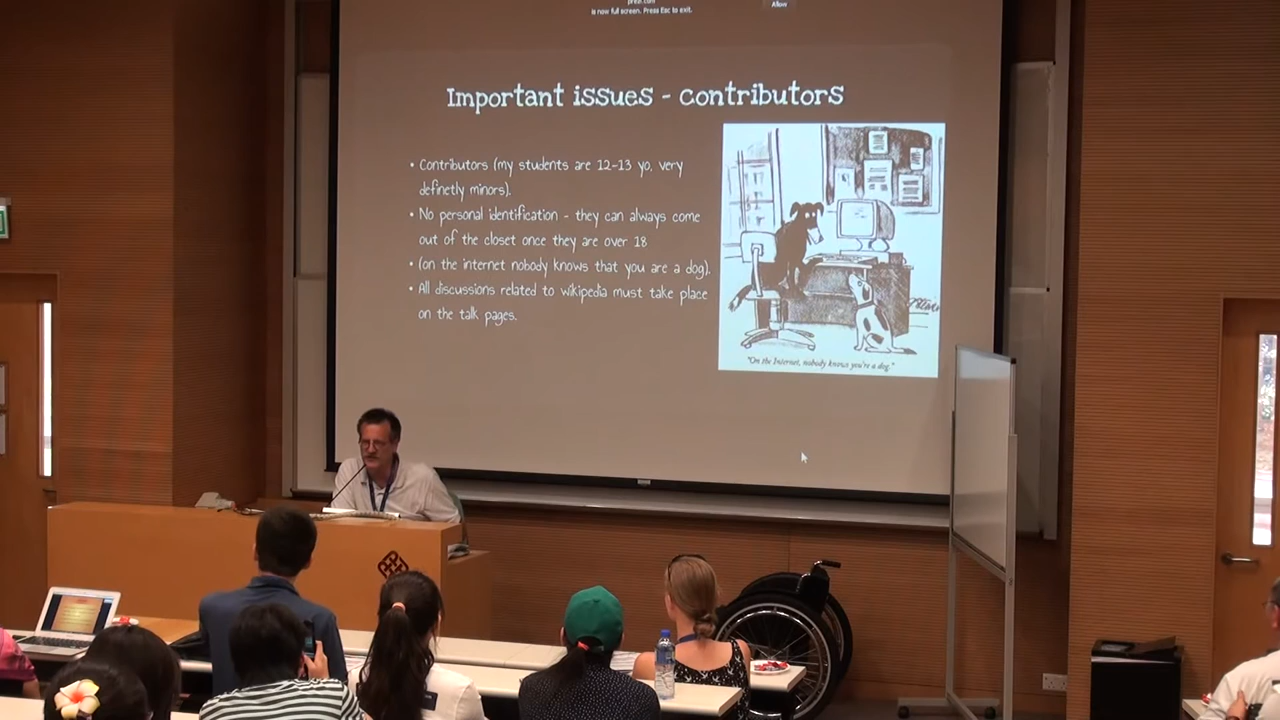 prezi.com
is now full screen. Press Esc to exit.
Allow
Important issues - contributors
• Contributors (my students are 12-13 yo, very
definetly minors).
• No personal identification - they can always come
out of the closet once they are over 18
• (on the internet nobody knows that you are a dog).
• All discussions related to wikipedia must take place
on the talk pages.
"On the Internet, nobody knows you're a dog."